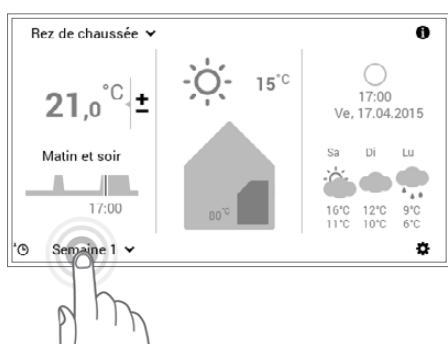 Rez de chaussée
15°C
21,0 °C ±
17:00
Ve, 17.04.2015
Matin et soir
17:00
80°C
Sa Di Lu
16°C 12°C 9°C
11°C 10°C 6°C
Semaine 1